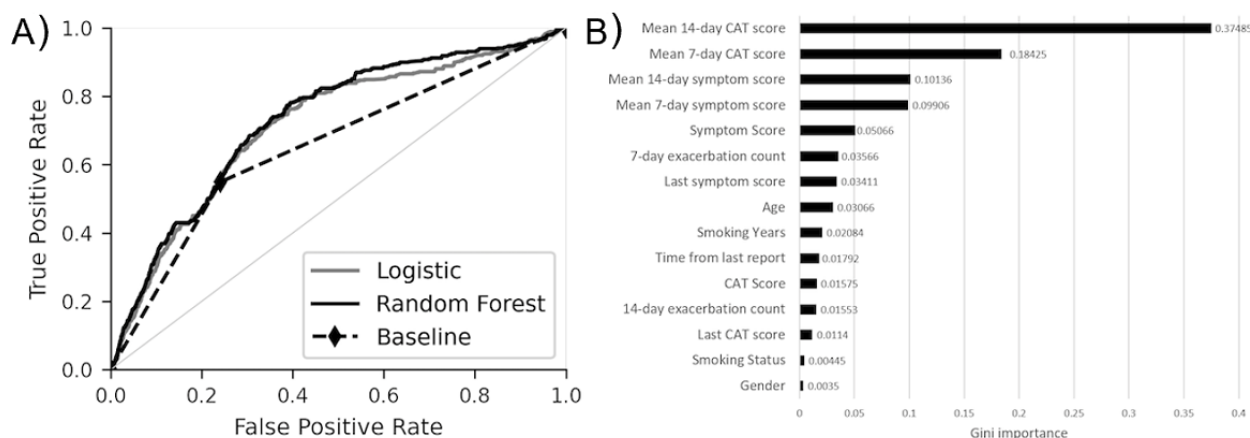 A)
1.0
0.8
0.6
0.4
0.2
0.0
True Positive Rate
Logistic
Random Forest
Baseline
0.0 0.2 0.4 0.6 0.8 1.0
False Positive Rate
B)
Mean 14-day CAT score 0.37485
Mean 7-day CAT score 0.18425
Mean 14-day symptom score 0.10136
Mean 7-day symptom score 0.09906
Symptom Score 0.05066
7-day exacerbation count 0.03566
Last symptom score 0.03411
Age 0.03066
Smoking Years 0.02084
Time from last report 0.01792
CAT Score 0.01575
14-day exacerbation count 0.01553
Last CAT score 0.0114
Smoking Status 0.00445
Gender 0.0035
0 0.05 0.1 0.15 0.2 0.25 0.3 0.35 0.4
Gini importance